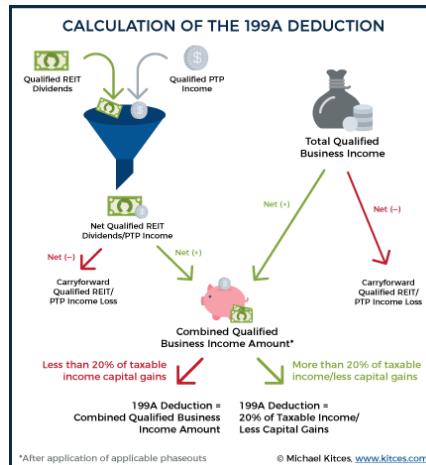 CALCULATION OF THE 199A DEDUCTION
Qualified REIT
Dividends
Qualified PTP
Income
Total Qualified
Business Income
Net Qualified REIT
Dividends/PTP Income
Net (–)
Net (+)
Net (+)
Net (–)
Carryforward
Qualified REIT/
PTP Income Loss
Carryforward
Qualified REIT/
PTP Income Loss
Combined Qualified
Business Income Amount*
Less than 20% of taxable
income capital gains
More than 20% of taxable
income/less capital gains
199A Deduction =
Combined Qualified Business
Income Amount
199A Deduction =
20% of Taxable Income/
Less Capital Gains
*After application of applicable phaseouts
© Michael Kitces, www.kitces.com